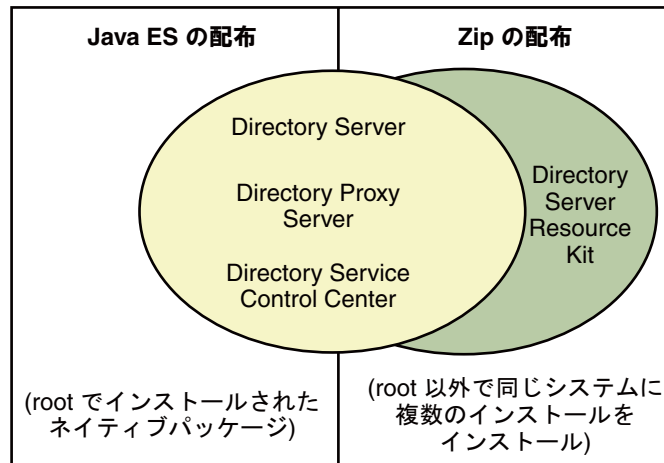 Java ES の配布
Zip の配布
Directory Server
Directory Proxy
Server
Directory Service
Control Center
Directory
Server
Resource
Kit
(root でインストールされた
ネイティブパッケージ)
(root 以外で同じシステムに
複数のインストールを
インストール)